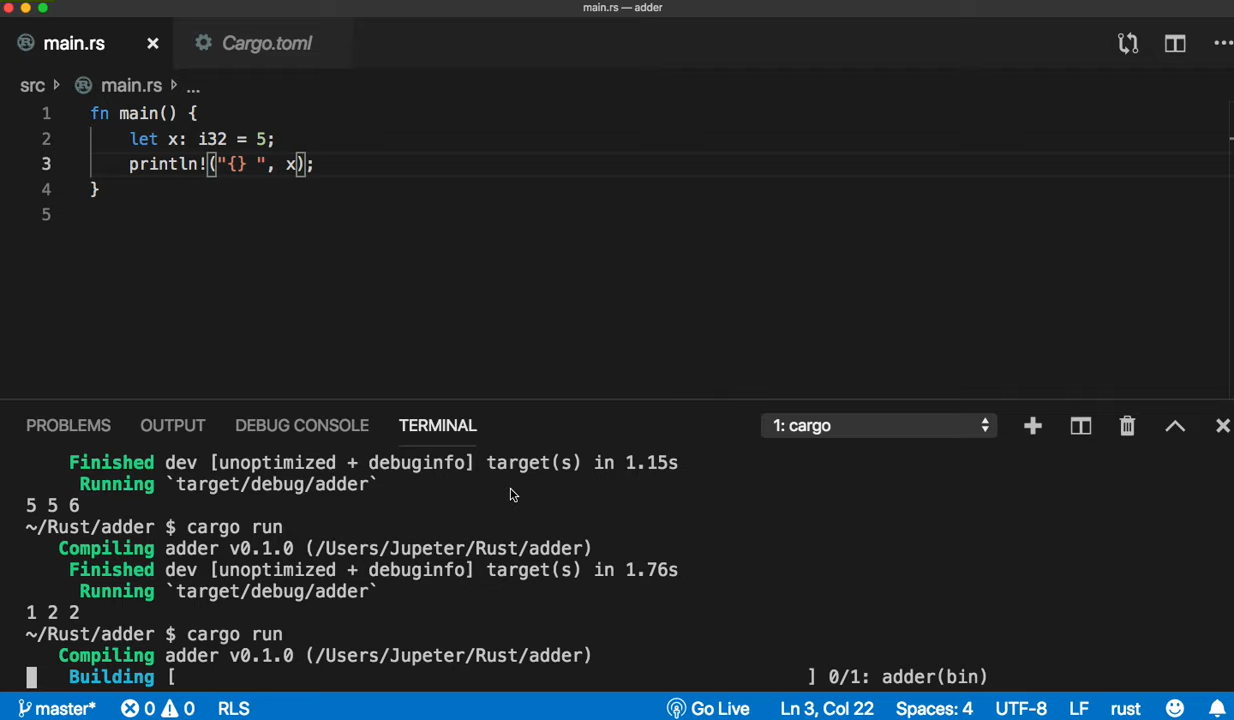 main.rs — adder
main.rs Cargo.toml
src main.rs ...
1 fn main() {
2 let x: i32 = 5;
3 println!("{} ", x);
4 }
5
PROBLEMS OUTPUT DEBUG CONSOLE TERMINAL 1: cargo
Finished dev [unoptimized + debuginfo] target(s) in 1.15s
Running `target/debug/adder`
5 5 6
~/Rust/adder $ cargo run
Compiling adder v0.1.0 (/Users/Jupeter/Rust/adder)
Finished dev [unoptimized + debuginfo] target(s) in 1.76s
Running `target/debug/adder`
1 2 2
~/Rust/adder $ cargo run
Compiling adder v0.1.0 (/Users/Jupeter/Rust/adder)
Building [ ] 0/1: adder(bin)
master* 0 0 RLS Go Live Ln 3, Col 22 Spaces: 4 UTF-8 LF rust